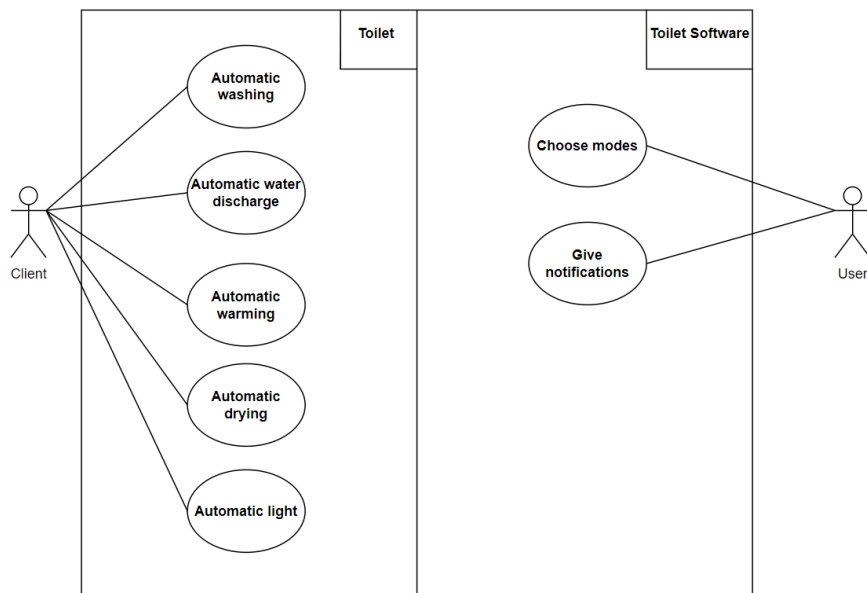 Toilet
Toilet Software
Automatic
washing
Choose modes
Automatic water
discharge
Client
User
Give
notifications
Automatic
warming
Automatic
drying
Automatic light